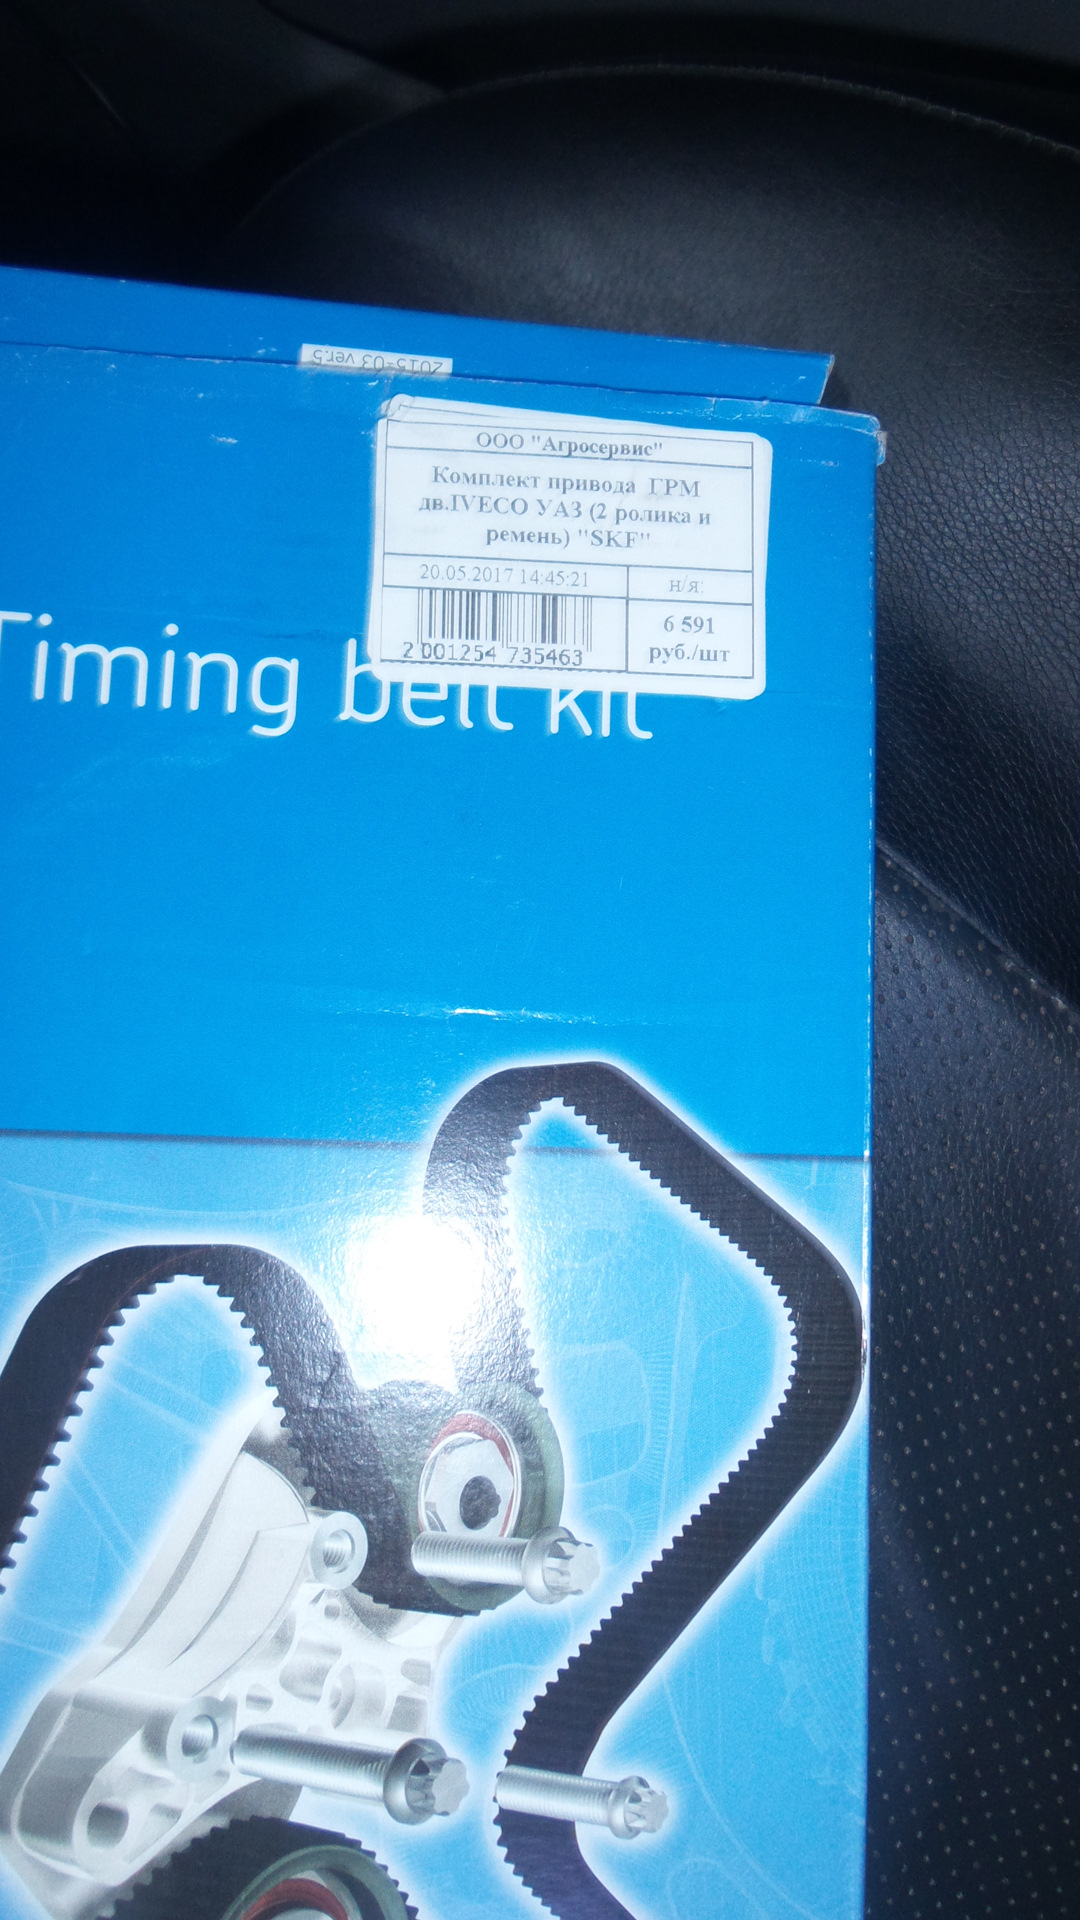 2015-03 ver.5
ООО "Агросервис"
Комплект привода ГРМ
дв.IVECO УАЗ (2 ролика и
ремень) "SKF"
20.05.2017 14:45:21
н/я:
6 591
руб./шт
2 001254 735463
Timing belt kit